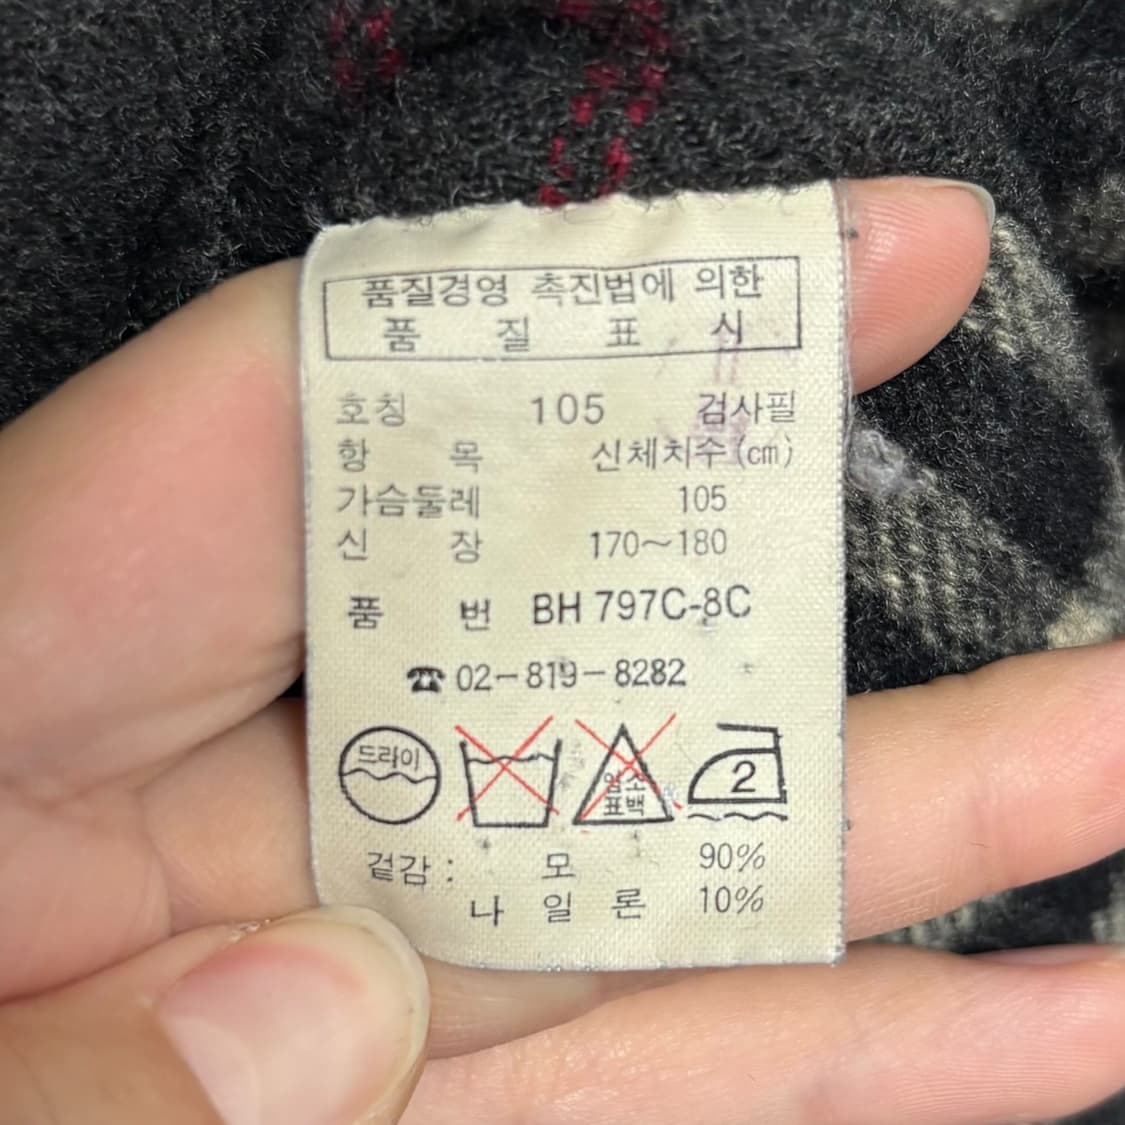 품질경영 촉진법에 의한
품 질 표 시
호칭 105 검사필
항 목 신체치수(cm)
가슴둘레 105
신 장 170~180
품 번 BH 797C-8C
☎ 02-819-8282
드라이
염소
표백
2
겉감 : 모 90%
나 일 론 10%